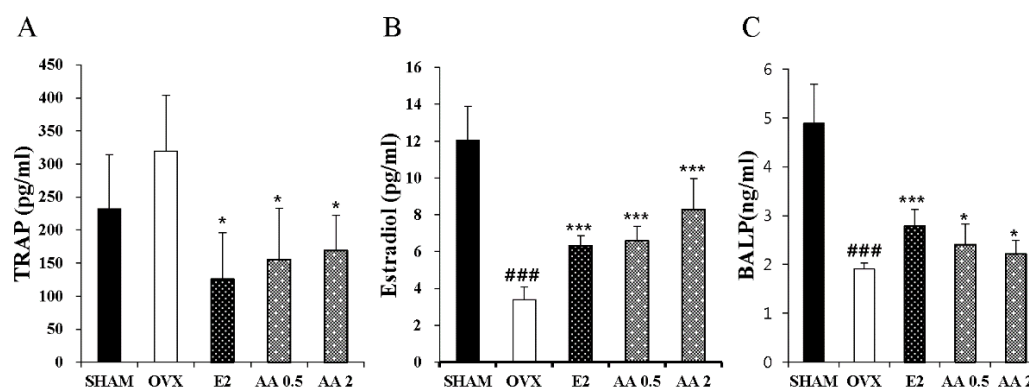 A
TRAP (pg/ml)
450
400
350
300
250
200
150
100
50
0
* * *
SHAM OVX E2 AA 0.5 AA 2
B
Estradiol (pg/ml)
16
14
12
10
8
6
4
2
0
### *** *** ***
SHAM OVX E2 AA 0.5 AA 2
C
BALP(ng/ml)
6
5
4
3
2
1
0
### *** * *
SHAM OVX E2 AA 0.5 AA 2